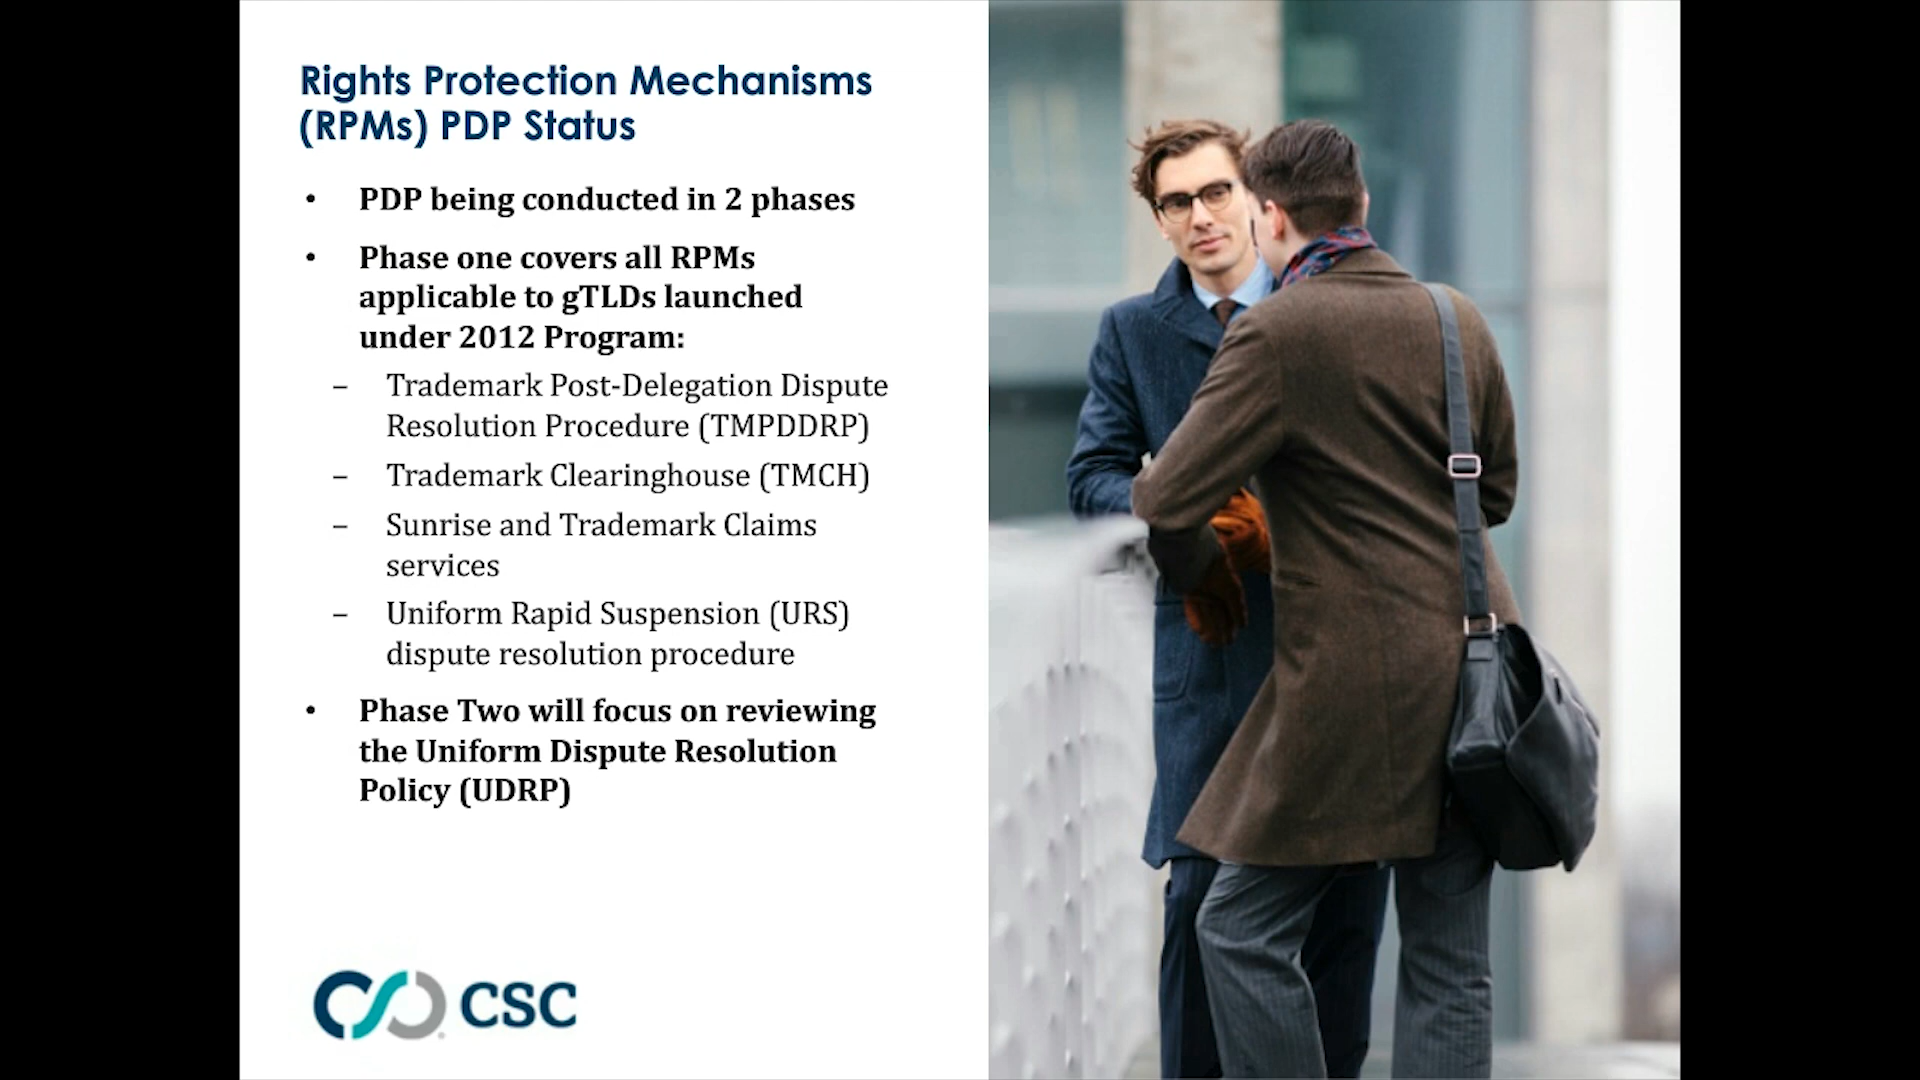 Rights Protection Mechanisms
(RPMs) PDP Status
• PDP being conducted in 2 phases
• Phase one covers all RPMs
applicable to gTLDs launched
under 2012 Program:
– Trademark Post-Delegation Dispute
Resolution Procedure (TMPDDRP)
– Trademark Clearinghouse (TMCH)
– Sunrise and Trademark Claims
services
– Uniform Rapid Suspension (URS)
dispute resolution procedure
• Phase Two will focus on reviewing
the Uniform Dispute Resolution
Policy (UDRP)
CSC